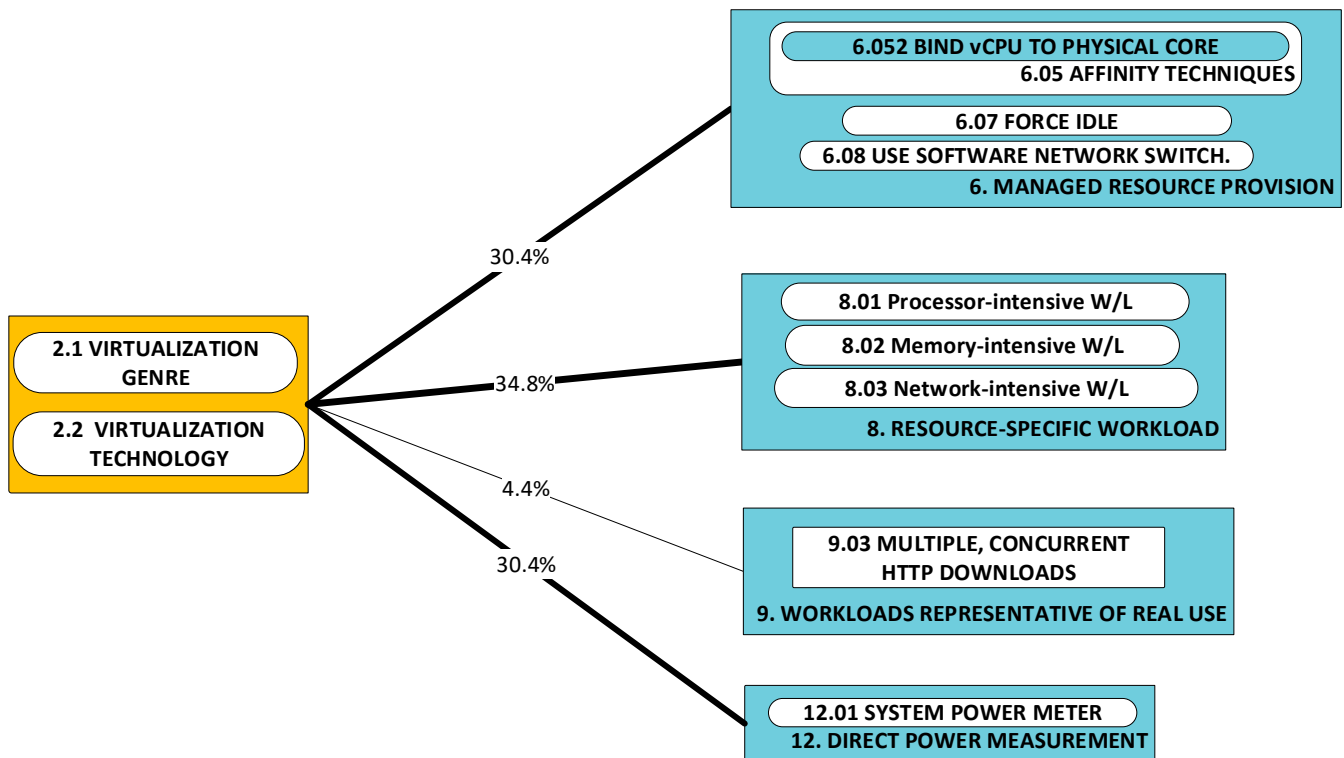 6.052 BIND vCPU TO PHYSICAL CORE
6.05 AFFINITY TECHNIQUES
6.07 FORCE IDLE
6.08 USE SOFTWARE NETWORK SWITCH.
6. MANAGED RESOURCE PROVISION
30.4%
8.01 Processor-intensive W/L
8.02 Memory-intensive W/L
8.03 Network-intensive W/L
8. RESOURCE-SPECIFIC WORKLOAD
34.8%
2.1 VIRTUALIZATION
GENRE
2.2 VIRTUALIZATION
TECHNOLOGY
4.4%
9.03 MULTIPLE, CONCURRENT
HTTP DOWNLOADS
9. WORKLOADS REPRESENTATIVE OF REAL USE
30.4%
12.01 SYSTEM POWER METER
12. DIRECT POWER MEASUREMENT